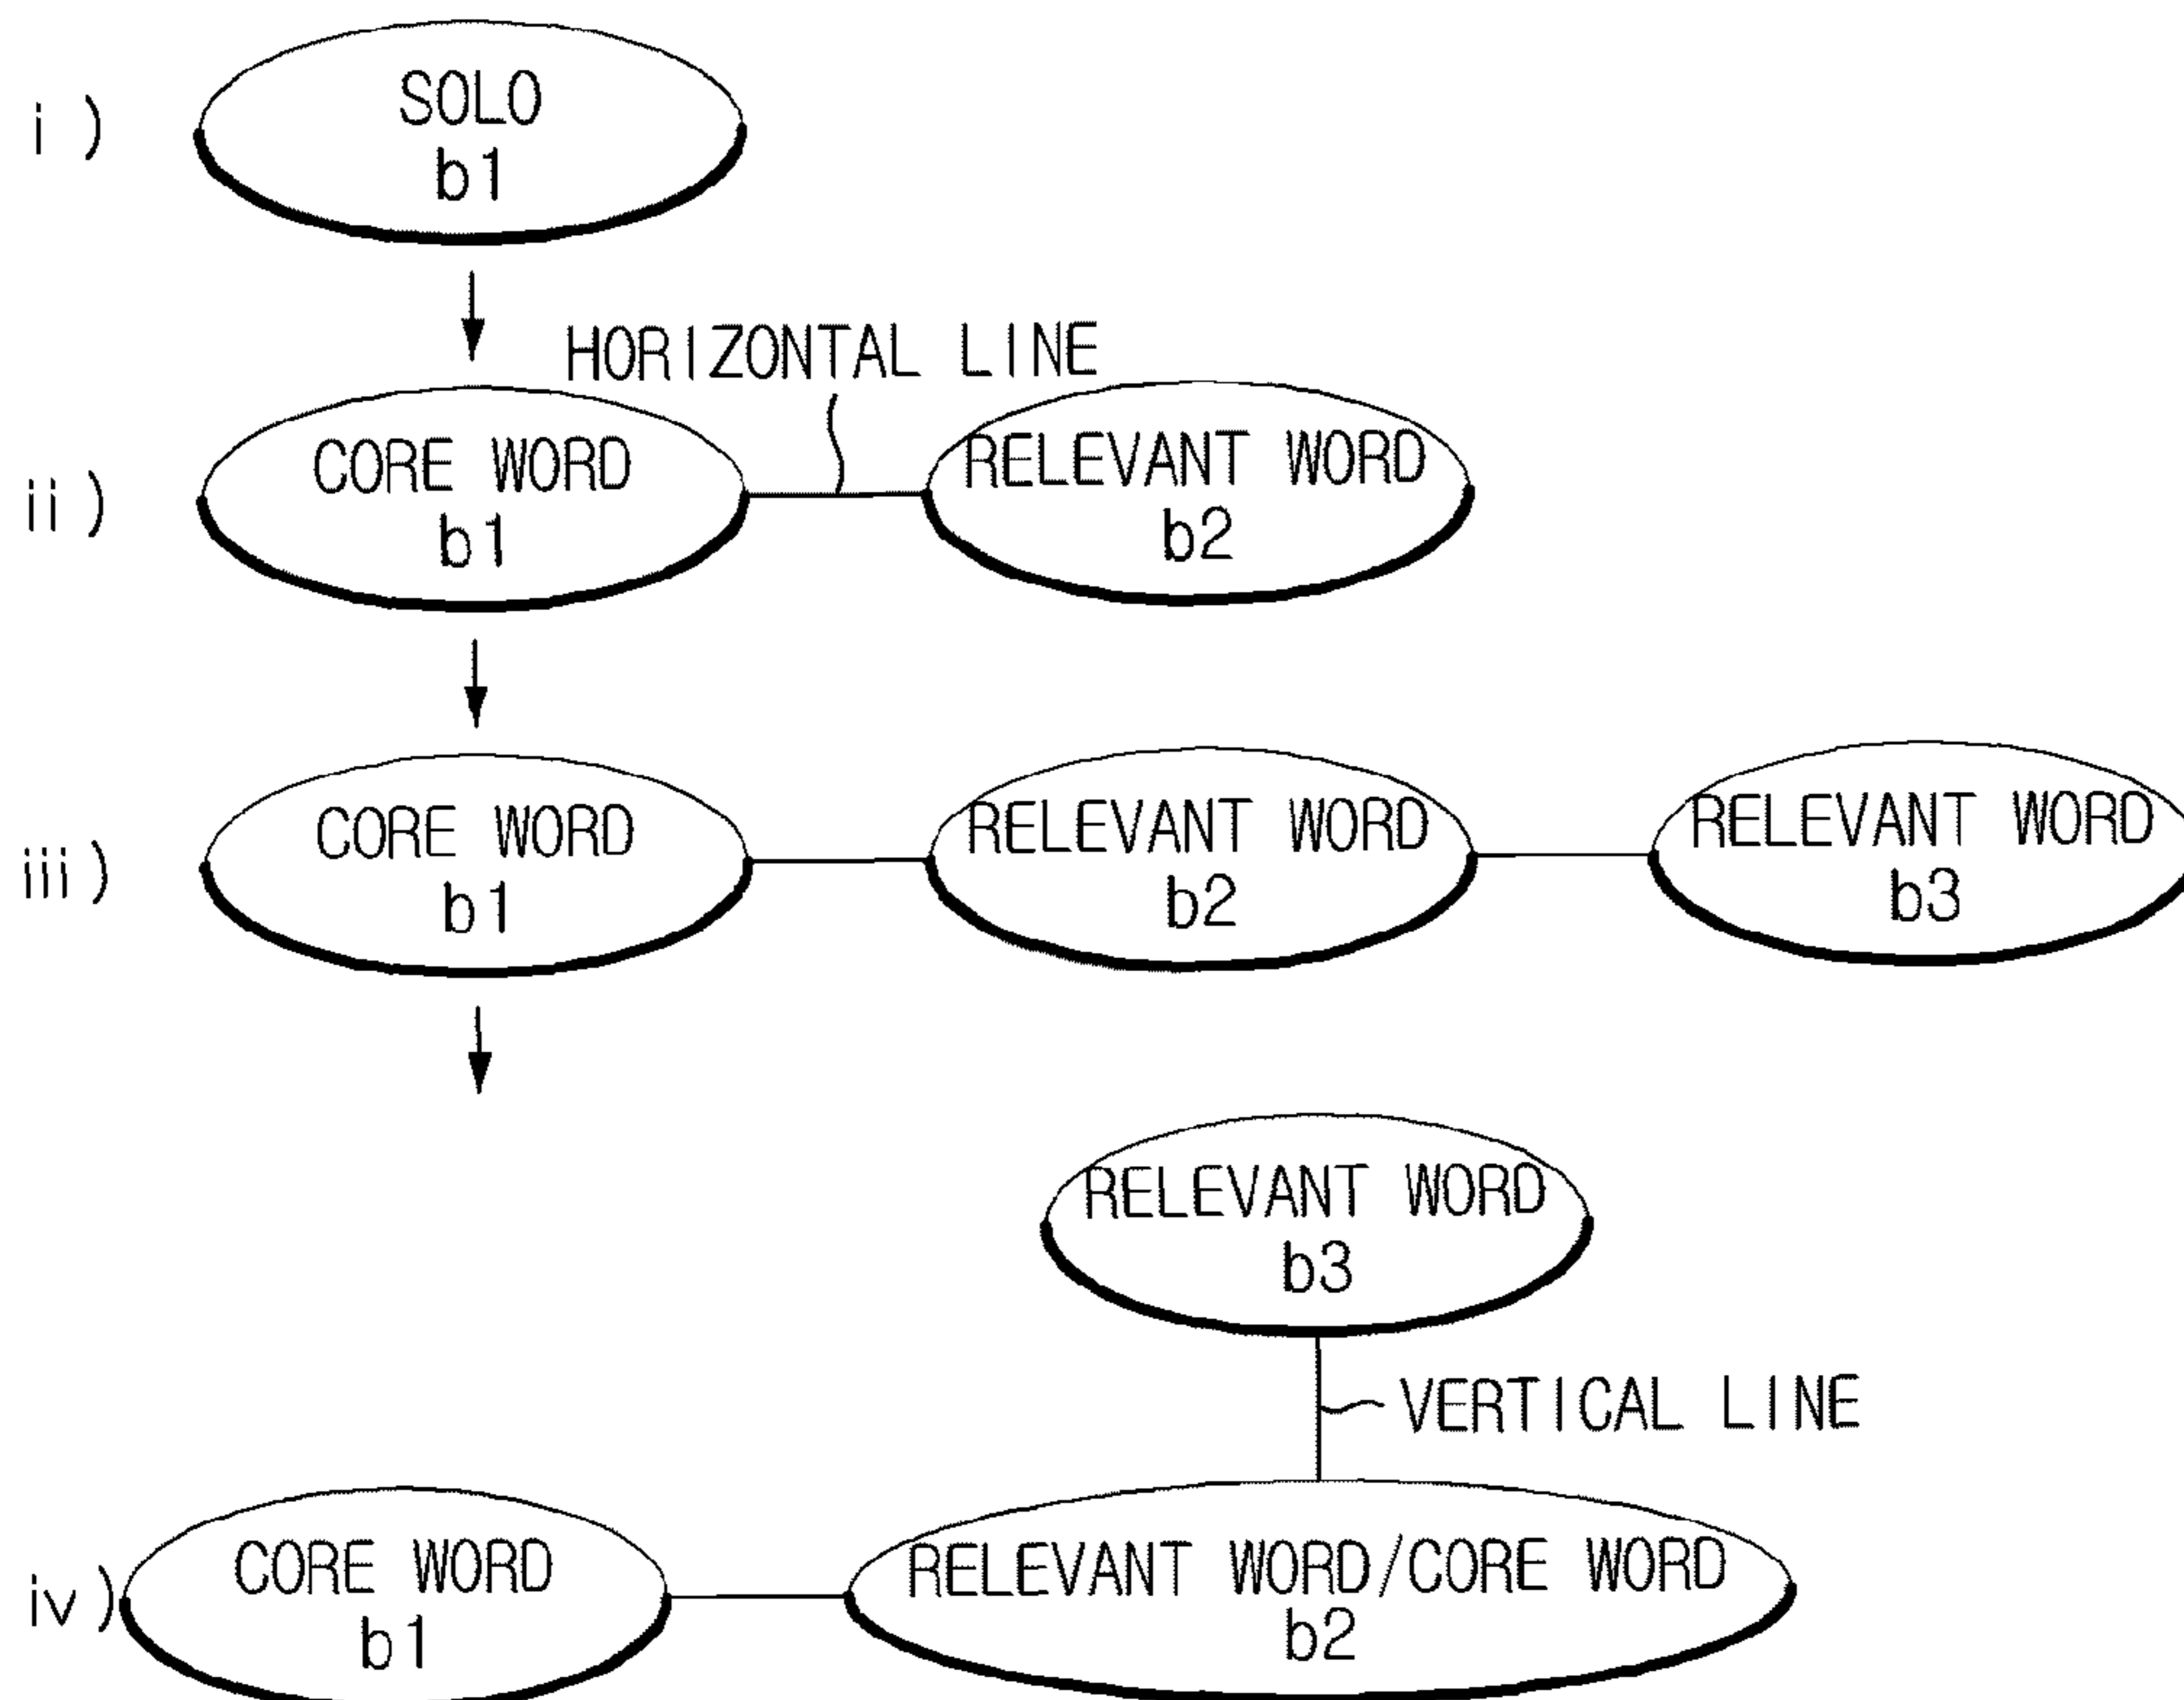 i )
SOLO
b1
HORIZONTAL LINE
ii )
CORE WORD
b1
RELEVANT WORD
b2
iii )
CORE WORD
b1
RELEVANT WORD
b2
RELEVANT WORD
b3
RELEVANT WORD
b3
VERTICAL LINE
iv )
CORE WORD
b1
RELEVANT WORD/CORE WORD
b2